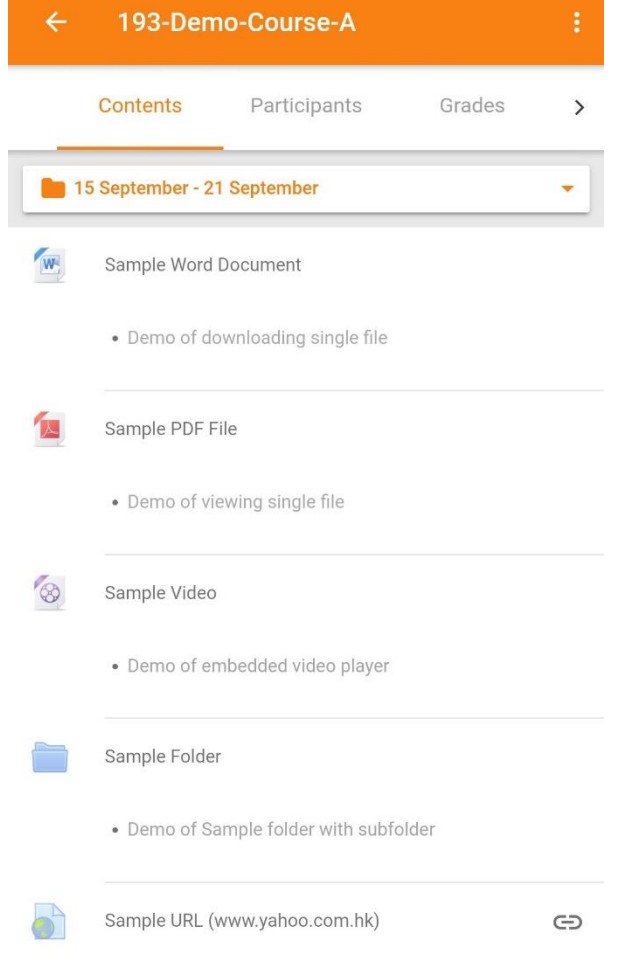 193-Demo-Course-A
Contents Participants Grades
15 September - 21 September
Sample Word Document
• Demo of downloading single file
Sample PDF File
• Demo of viewing single file
Sample Video
• Demo of embedded video player
Sample Folder
• Demo of Sample folder with subfolder
Sample URL (www.yahoo.com.hk)